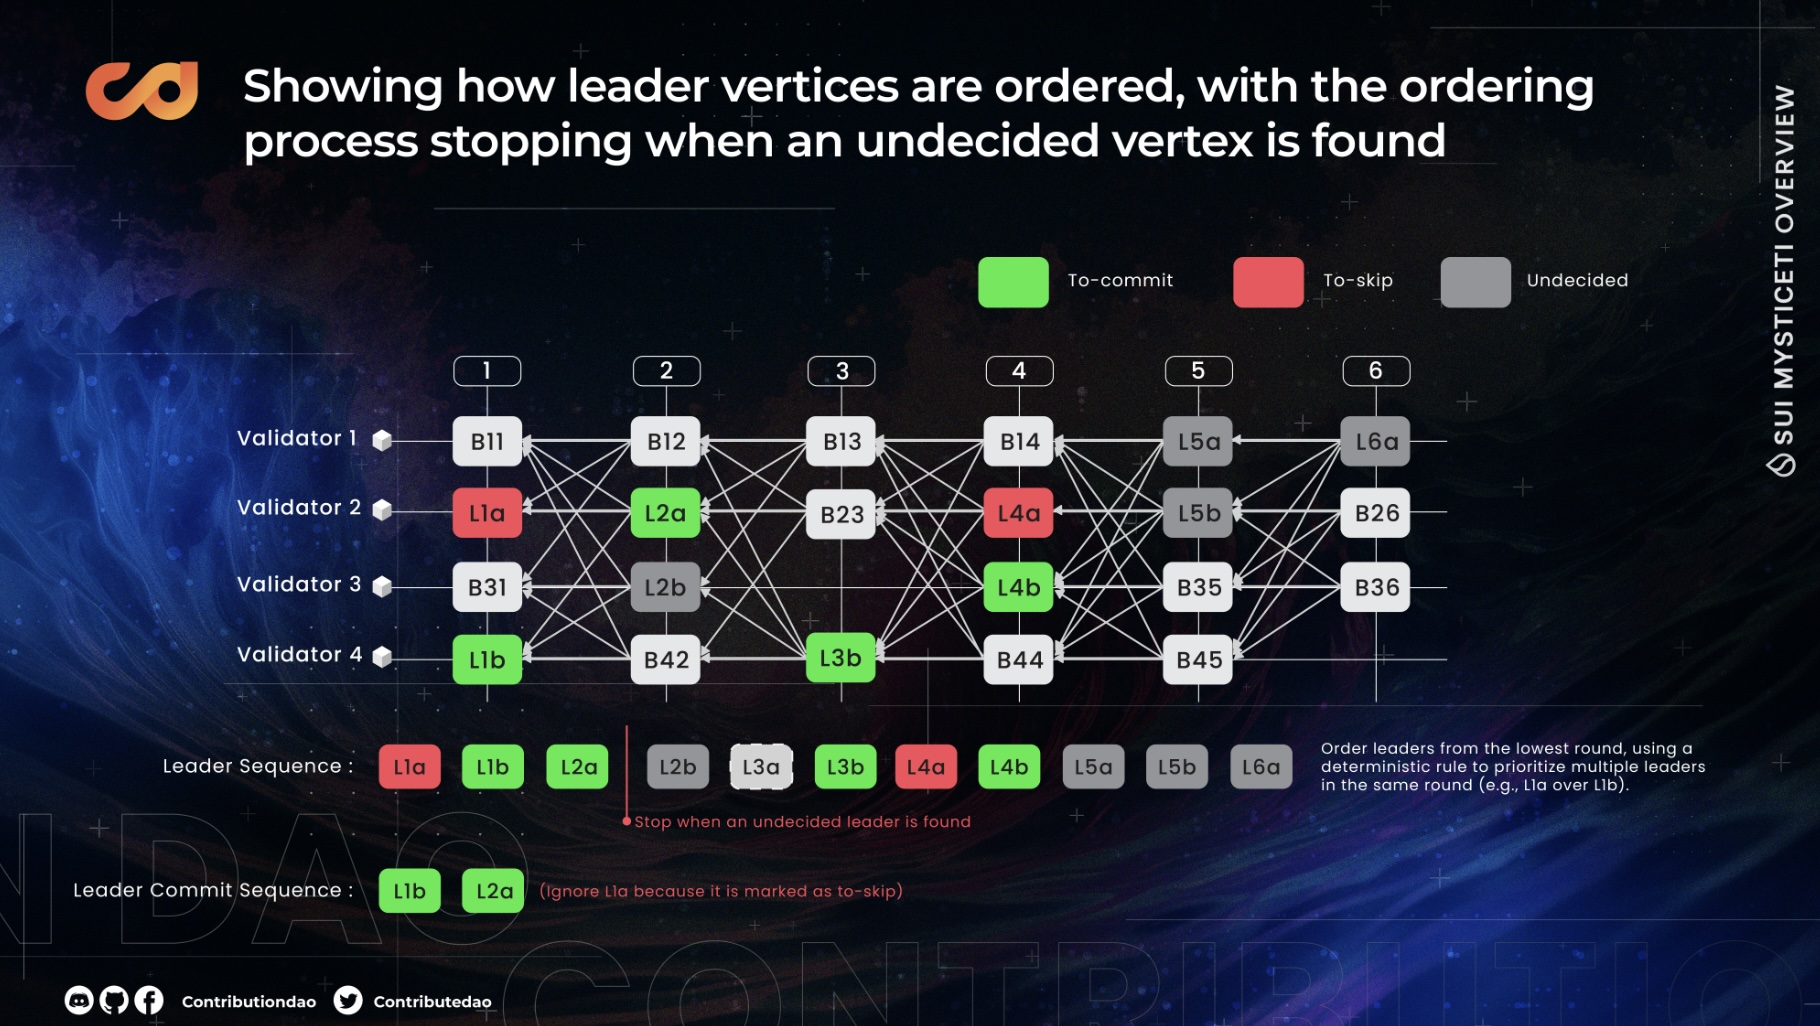 Showing how leader vertices are ordered, with the ordering
process stopping when an undecided vertex is found
SUI MYSTICETI OVERVIEW
To-commit To-skip Undecided
1 2 3 4 5 6
Validator 1 B11 B12 B13 B14 L5a L6a
Validator 2 L1a L2a B23 L4a L5b B26
Validator 3 B31 L2b L4b B35 B36
Validator 4 L1b B42 L3b B44 B45
Leader Sequence : L1a L1b L2a L2b L3a L3b L4a L4b L5a L5b L6a
Order leaders from the lowest round, using a
deterministic rule to prioritize multiple leaders
in the same round (e.g., L1a over L1b).
Stop when an undecided leader is found
Leader Commit Sequence : L1b L2a (Ignore L1a because it is marked as to-skip)
N DAO
CONTRIBUTIO
Contributiondao Contributedao